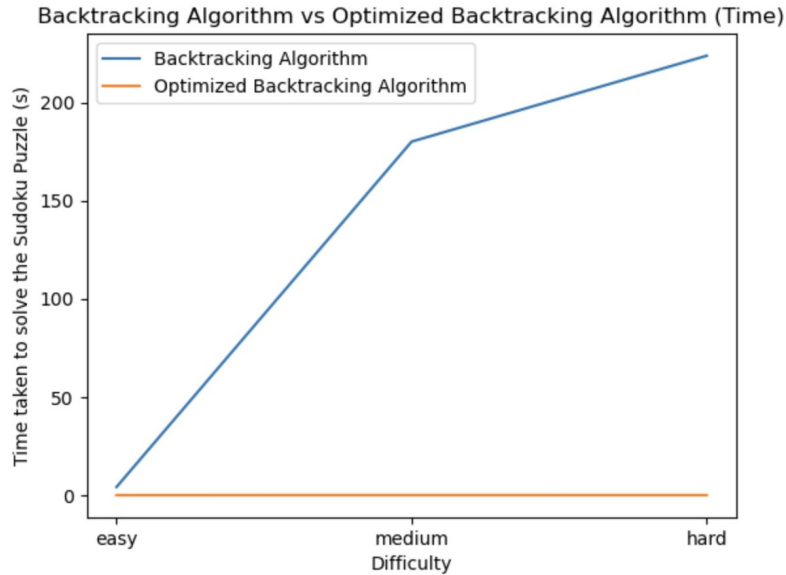 Backtracking Algorithm vs Optimized Backtracking Algorithm (Time)
Backtracking Algorithm
Optimized Backtracking Algorithm
Time taken to solve the Sudoku Puzzle (s)
200
150
100
50
0
easy medium hard
Difficulty